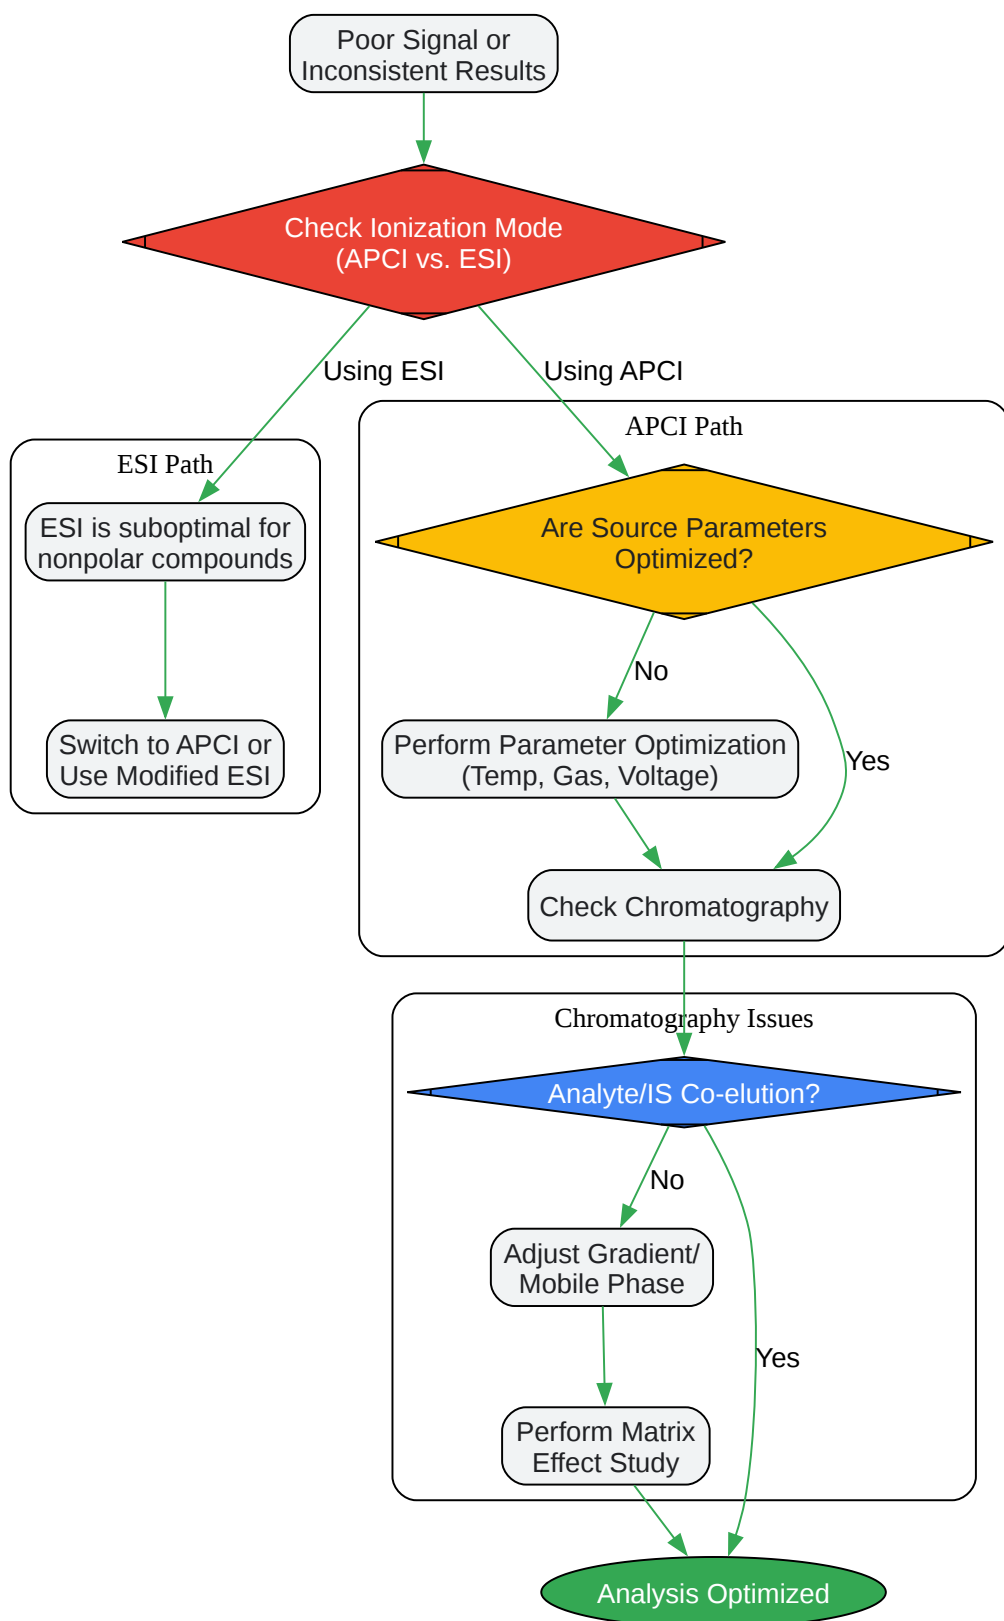 Poor Signal or
Inconsistent Results
Check Ionization Mode
(APCI vs. ESI)
Using ESI
Using APCI
ESI Path
ESI is suboptimal for
nonpolar compounds
Switch to APCI or
Use Modified ESI
APCI Path
Are Source Parameters
Optimized?
No
Yes
Perform Parameter Optimization
(Temp, Gas, Voltage)
Check Chromatography
Chromatography Issues
Analyte/IS Co-elution?
No
Yes
Adjust Gradient/
Mobile Phase
Perform Matrix
Effect Study
Analysis Optimized